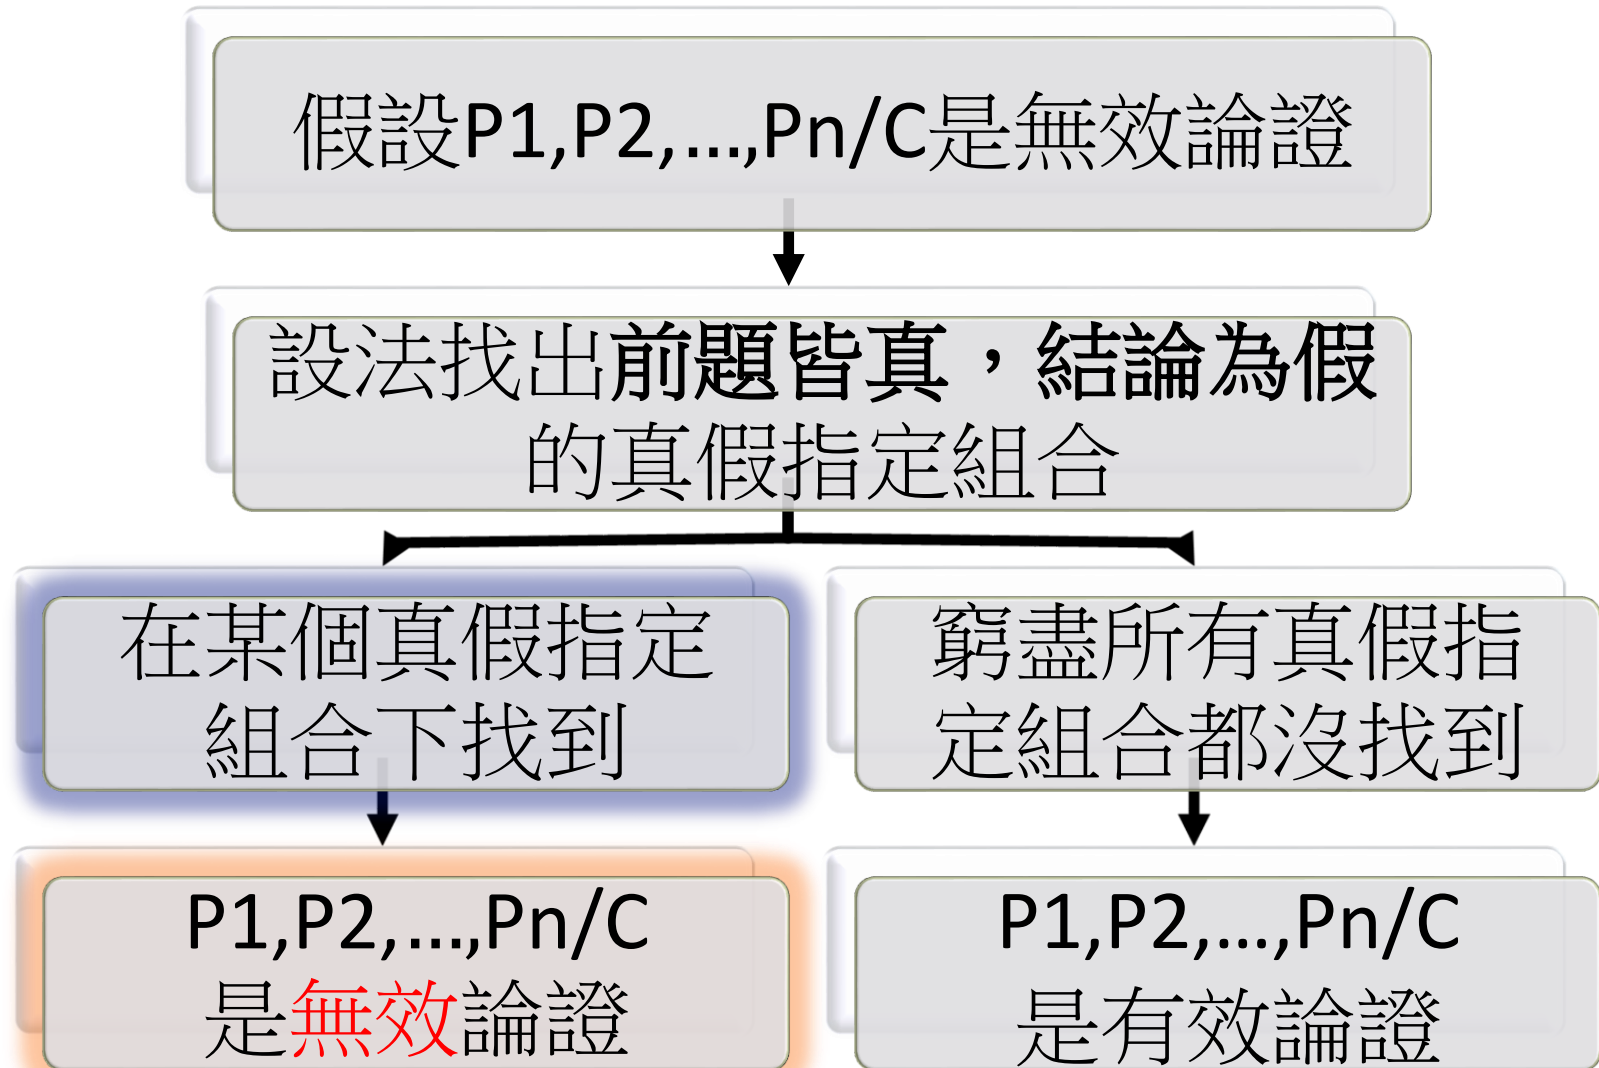 假設P1,P2,...,Pn/C是無效論證
設法找出前題皆真，結論為假
的真假指定組合
在某個真假指定
組合下找到
窮盡所有真假指
定組合都沒找到
P1,P2,...,Pn/C
是無效論證
P1,P2,...,Pn/C
是有效論證